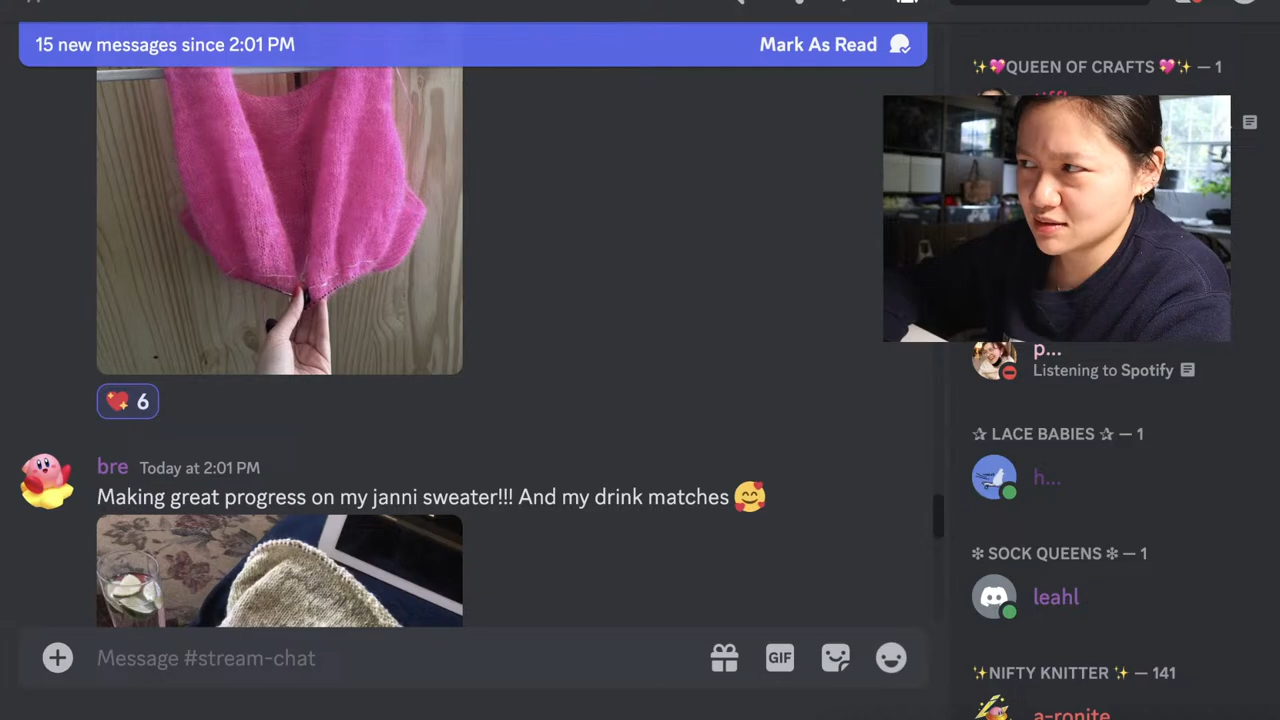 15 new messages since 2:01 PM
Mark As Read
6
bre Today at 2:01 PM
Making great progress on my janni sweater!!! And my drink matches 🥰
Message #stream-chat
GIF
✨💖QUEEN OF CRAFTS 💖✨ — 1
p...
Listening to Spotify
☆ LACE BABIES ☆ — 1
h...
❇ SOCK QUEENS ❇ — 1
leahl
✨NIFTY KNITTER ✨ — 141
a-ronite